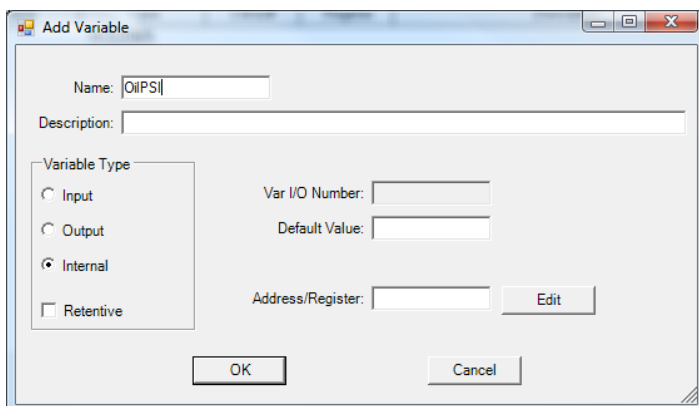 Add Variable
Name: OilPSI
Description:
Variable Type
Input
Var I/O Number:
Output
Default Value:
Internal
Retentive
Address/Register:
Edit
OK
Cancel